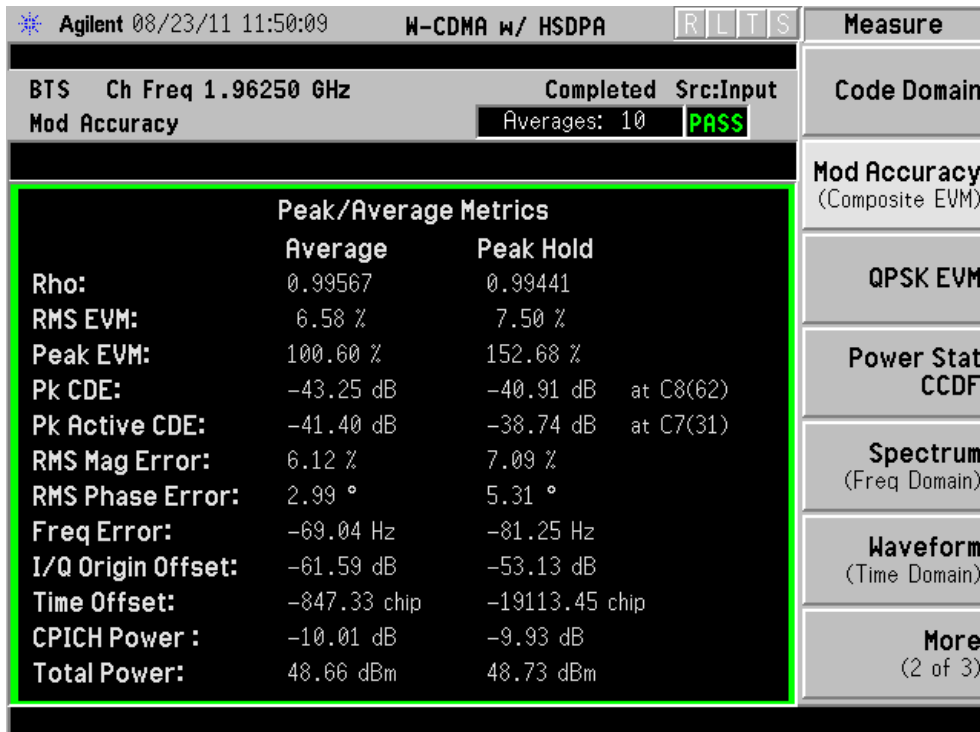 Agilent 08/23/11 11:50:09 W-CDMA w/ HSDPA R L T S Measure
BTS Ch Freq 1.96250 GHz Completed Src:Input
Mod Accuracy Averages: 10 PASS
Peak/Average Metrics
Average Peak Hold
Rho: 0.99567 0.99441
RMS EVM: 6.58 % 7.50 %
Peak EVM: 100.60 % 152.68 %
Pk CDE: -43.25 dB -40.91 dB at C8(62)
Pk Active CDE: -41.40 dB -38.74 dB at C7(31)
RMS Mag Error: 6.12 % 7.09 %
RMS Phase Error: 2.99 ° 5.31 °
Freq Error: -69.04 Hz -81.25 Hz
I/Q Origin Offset: -61.59 dB -53.13 dB
Time Offset: -847.33 chip -19113.45 chip
CPICH Power : -10.01 dB -9.93 dB
Total Power: 48.66 dBm 48.73 dBm
Code Domain
Mod Accuracy
(Composite EVM)
QPSK EVM
Power Stat
CCDF
Spectrum
(Freq Domain)
Waveform
(Time Domain)
More
(2 of 3)